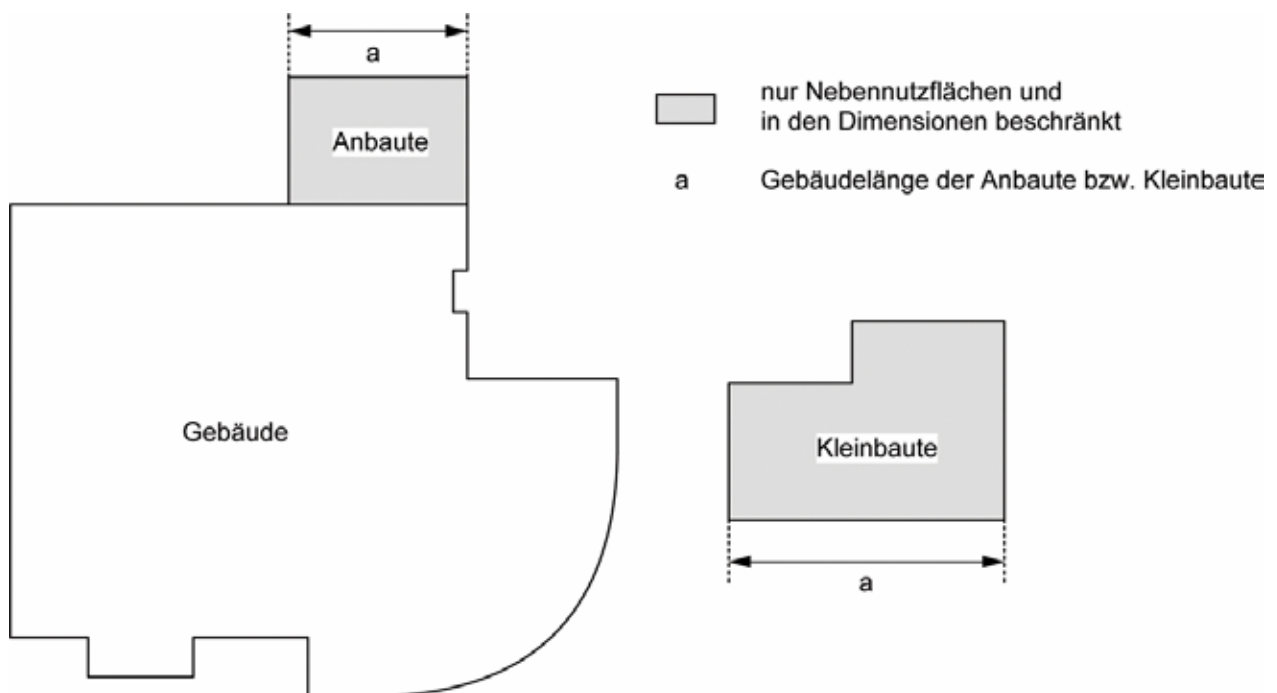 a
Anbaute
nur Nebennutzflächen und
in den Dimensionen beschränkt
a Gebäudelänge der Anbaute bzw. Kleinbaute
Gebäude
Kleinbaute
a